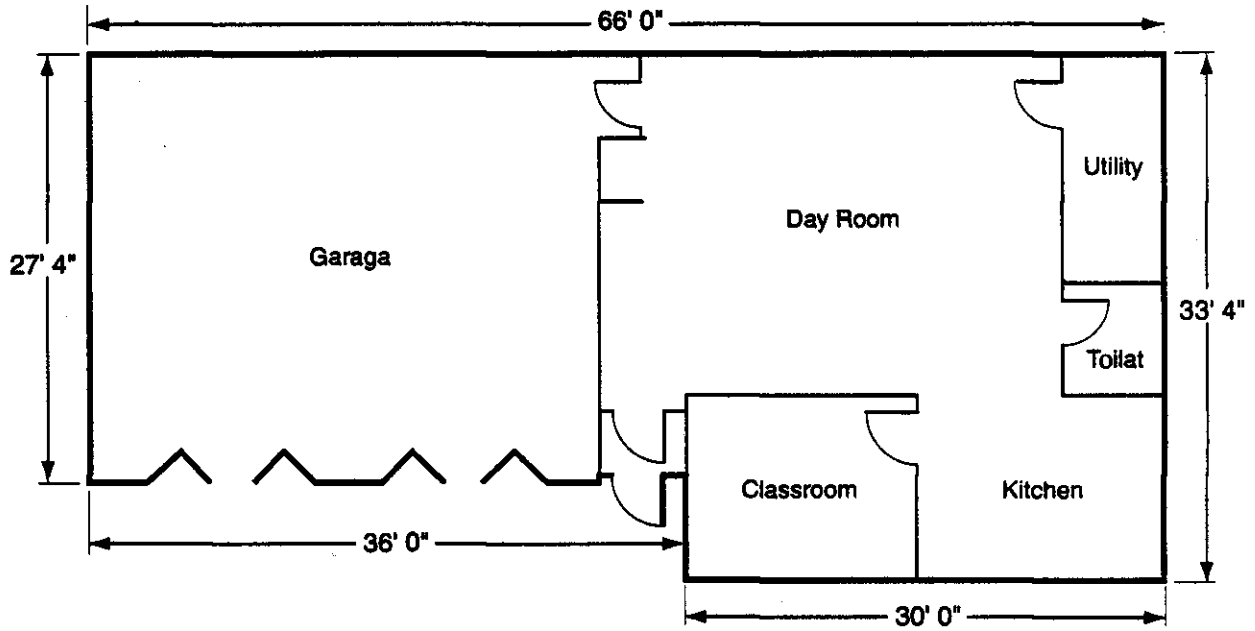 66' 0"
Utility
Day Room
Garaga
27' 4"
33' 4"
Toilat
Classroom
Kitchen
36' 0"
30' 0"